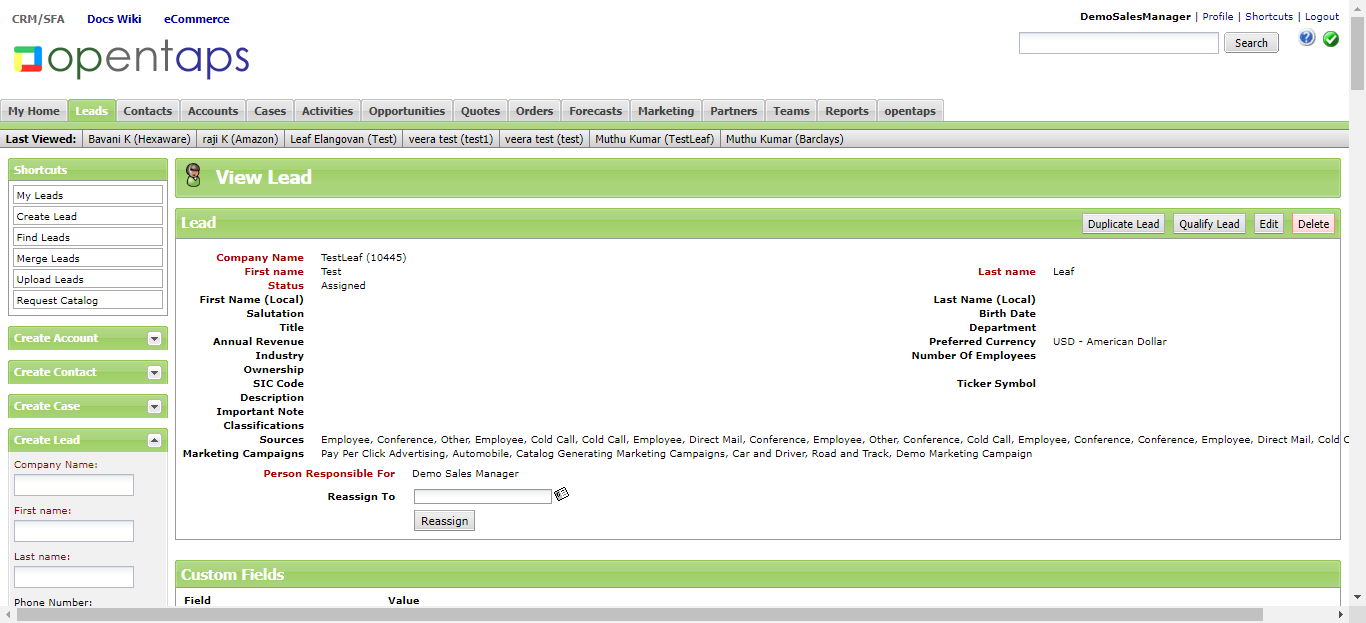 CRM/SFA Docs Wiki eCommerce
DemoSalesManager | Profile | Shortcuts | Logout
opentaps
Search
My Home Leads Contacts Accounts Cases Activities Opportunities Quotes Orders Forecasts Marketing Partners Teams Reports opentaps
Last Viewed: Bavani K (Hexaware) raji K (Amazon) Leaf Elangovan (Test) veera test (test1) veera test (test) Muthu Kumar (TestLeaf) Muthu Kumar (Barclays)
Shortcuts
My Leads
Create Lead
Find Leads
Merge Leads
Upload Leads
Request Catalog
Create Account
Create Contact
Create Case
Create Lead
Company Name:
First name:
Last name:
Phone Number:
View Lead
Lead Duplicate Lead Qualify Lead Edit Delete
Company Name TestLeaf (10445)
First name Test Last name Leaf
Status Assigned
First Name (Local) Last Name (Local)
Salutation Birth Date
Title Department
Annual Revenue Preferred Currency USD - American Dollar
Industry Number Of Employees
Ownership
SIC Code Ticker Symbol
Description
Important Note
Classifications
Sources Employee, Conference, Other, Employee, Cold Call, Cold Call, Employee, Direct Mail, Conference, Employee, Other, Conference, Cold Call, Employee, Conference, Conference, Employee, Direct Mail, Cold C
Marketing Campaigns Pay Per Click Advertising, Automobile, Catalog Generating Marketing Campaigns, Car and Driver, Road and Track, Demo Marketing Campaign
Person Responsible For Demo Sales Manager
Reassign To
Reassign
Custom Fields
Field Value